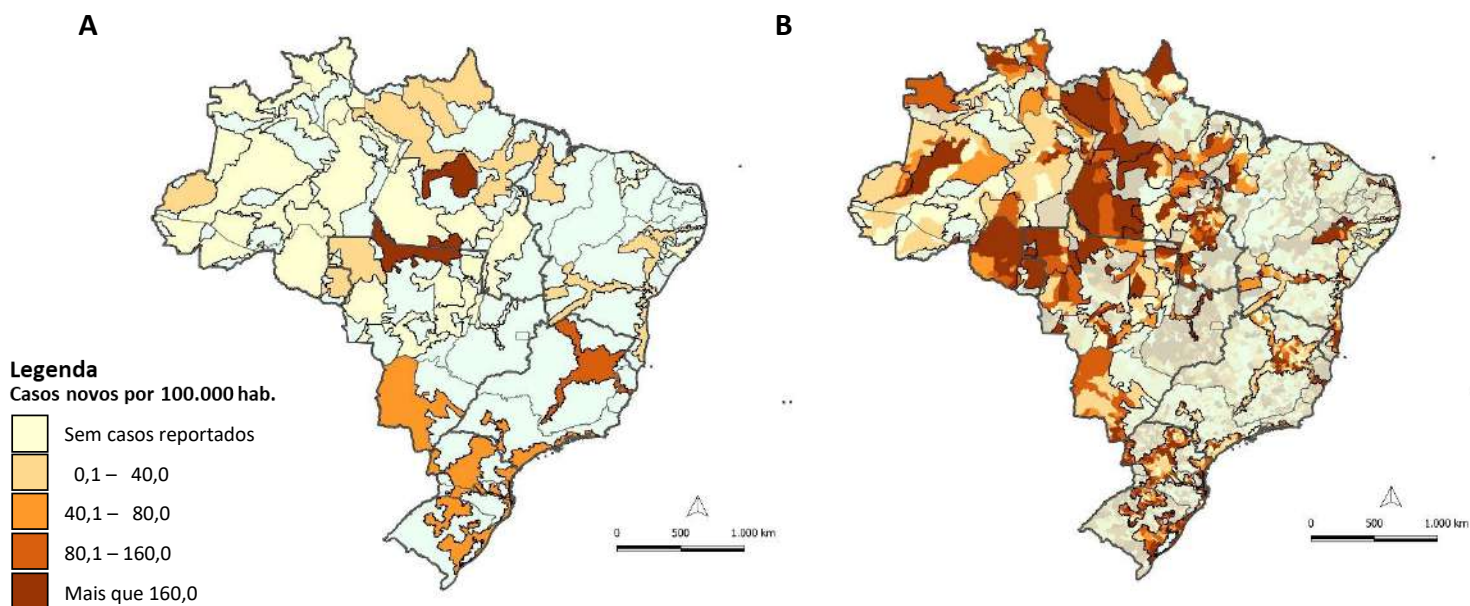 A
B
Legenda
Casos novos por 100.000 hab.
Sem casos reportados
0,1 – 40,0
40,1 – 80,0
80,1 – 160,0
Mais que 160,0
0 500 1.000 km
0 500 1.000 km